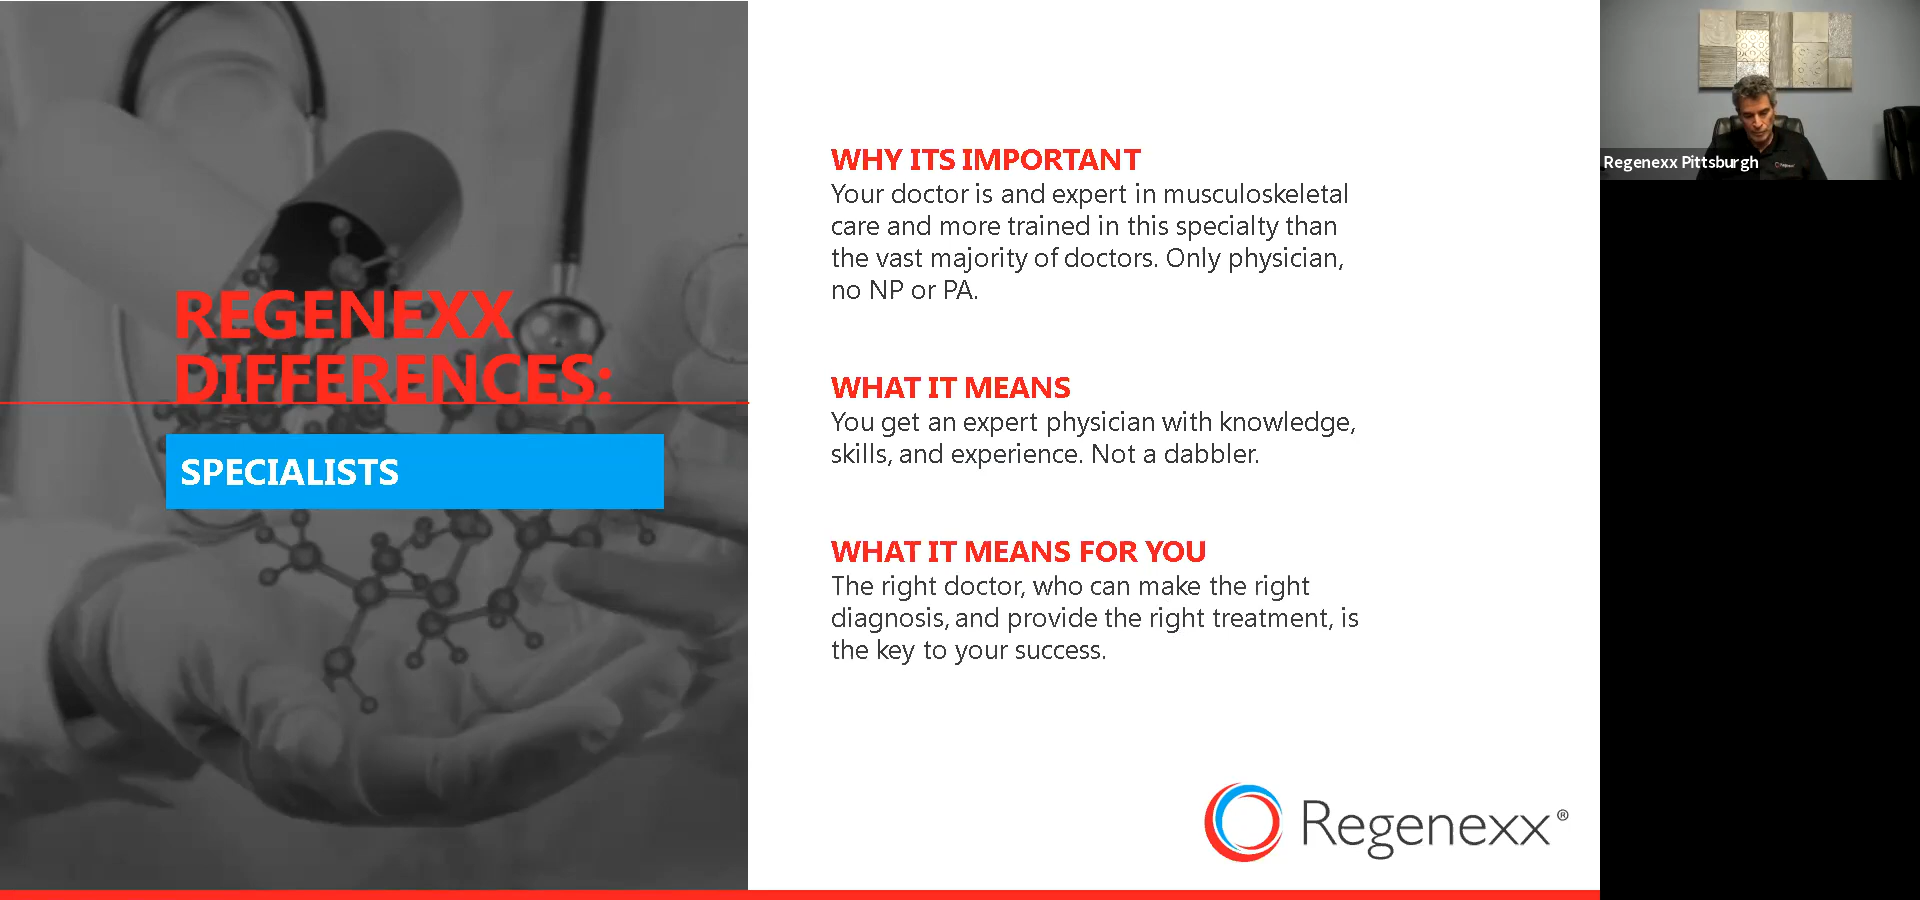 REGENEXX
DIFFERENCES:
SPECIALISTS
WHY ITS IMPORTANT
Your doctor is and expert in musculoskeletal
care and more trained in this specialty than
the vast majority of doctors. Only physician,
no NP or PA.
WHAT IT MEANS
You get an expert physician with knowledge,
skills, and experience. Not a dabbler.
WHAT IT MEANS FOR YOU
The right doctor, who can make the right
diagnosis, and provide the right treatment, is
the key to your success.
Regenexx®
Regenexx Pittsburgh
Regenexx